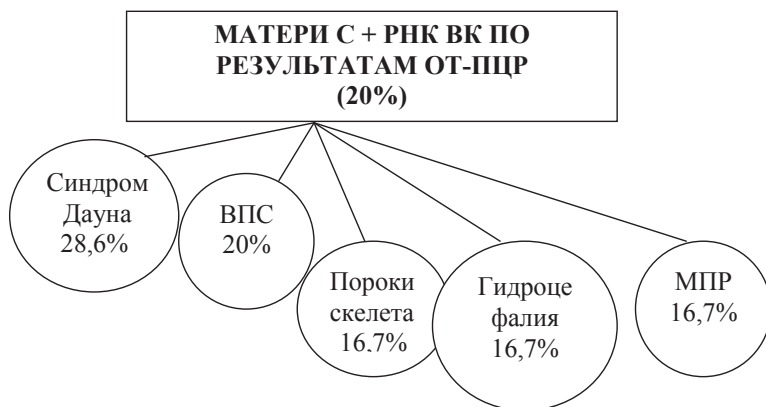 МАТЕРИ С + РНК ВК ПО
РЕЗУЛЬТАТАМ ОТ-ПЦР
(20%)
Синдром
Дауна
28,6%
ВПС
20%
Пороки
скелета
16,7%
Гидроце
фалия
16,7%
МПР
16,7%